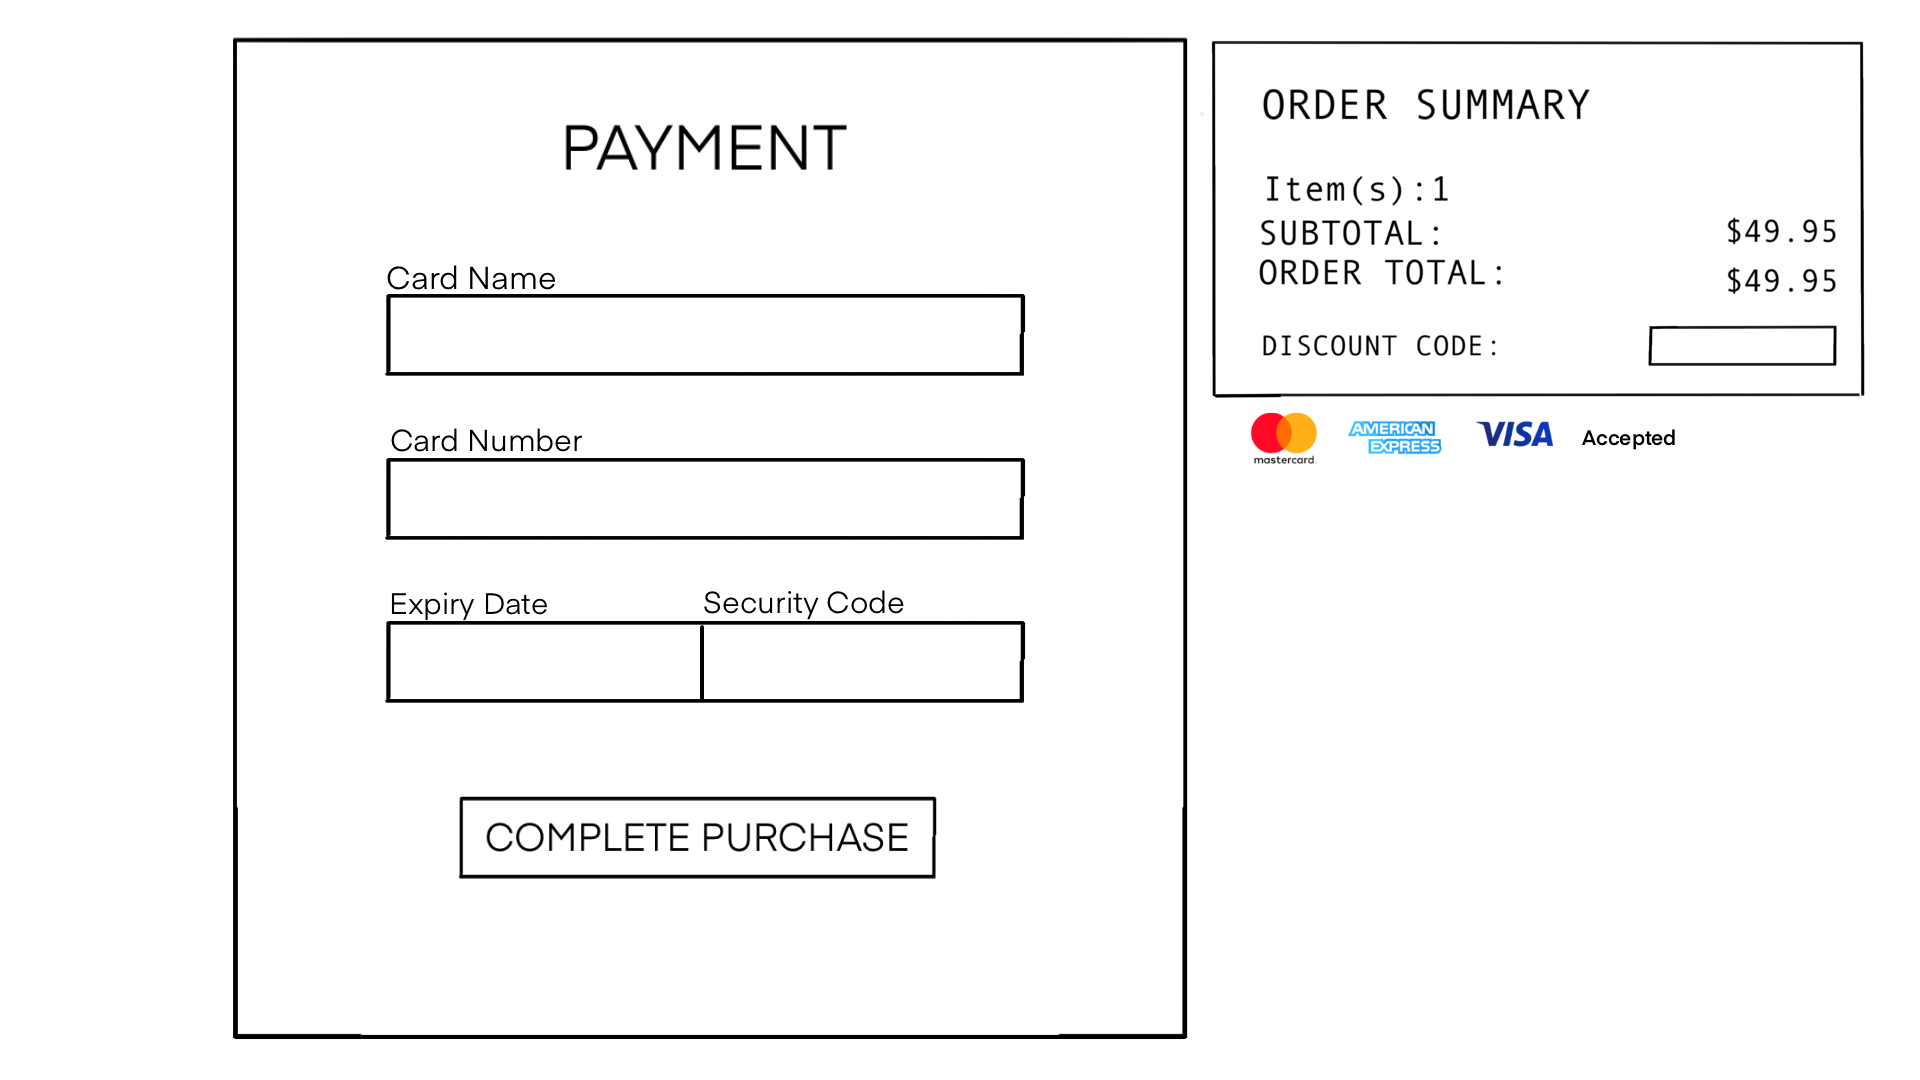 PAYMENT
Card Name
Card Number
Expiry Date
Security Code
COMPLETE PURCHASE
ORDER SUMMARY
Item(s):1
SUBTOTAL: $49.95
ORDER TOTAL: $49.95
DISCOUNT CODE:
mastercard. AMERICAN EXPRESS VISA Accepted